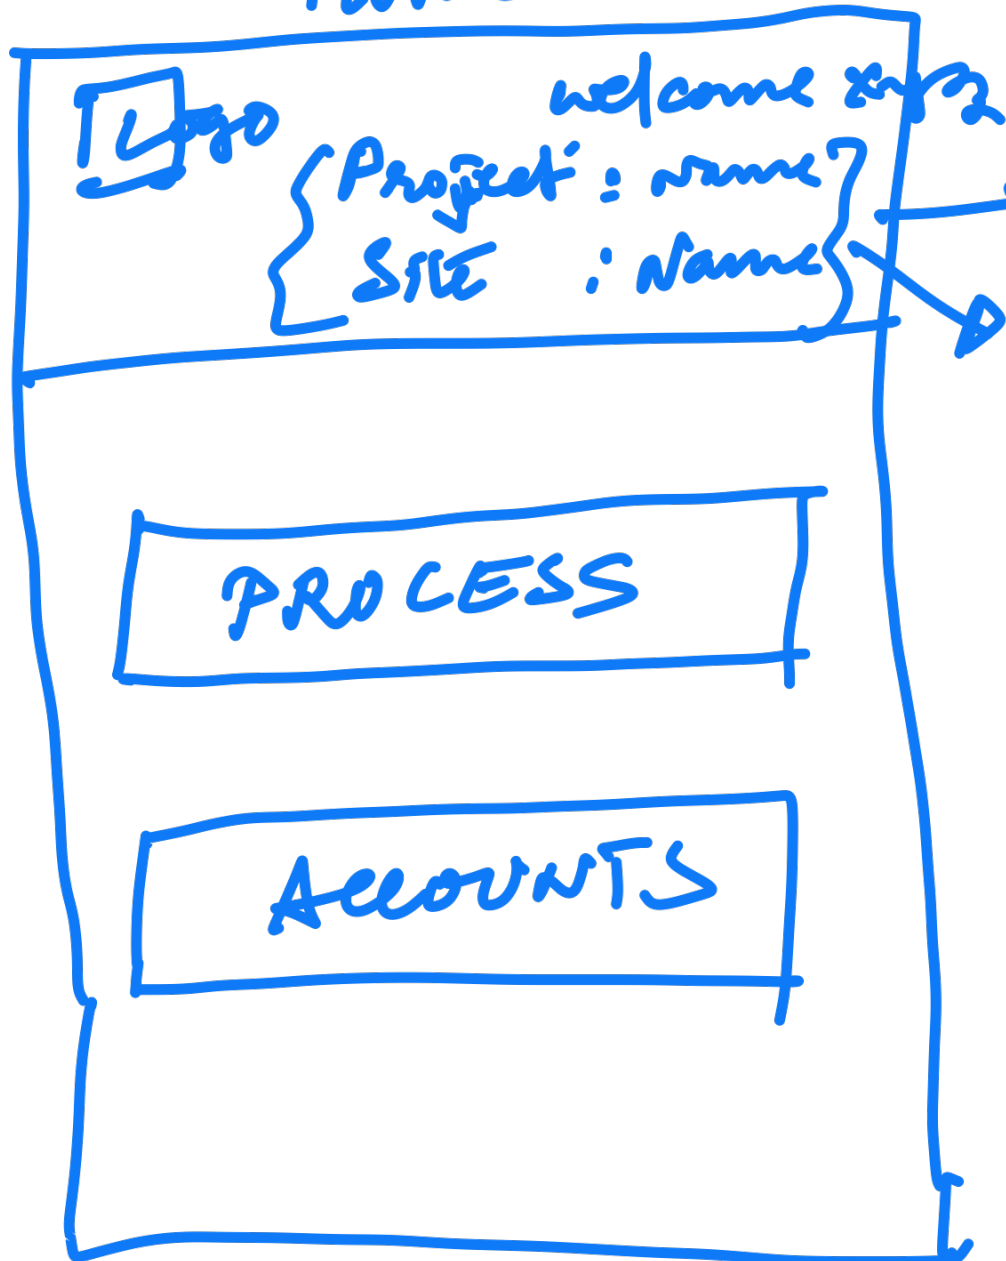 Logo
welcome xyz
Project : Name
Site : Name
PROCESS
ACCOUNTS